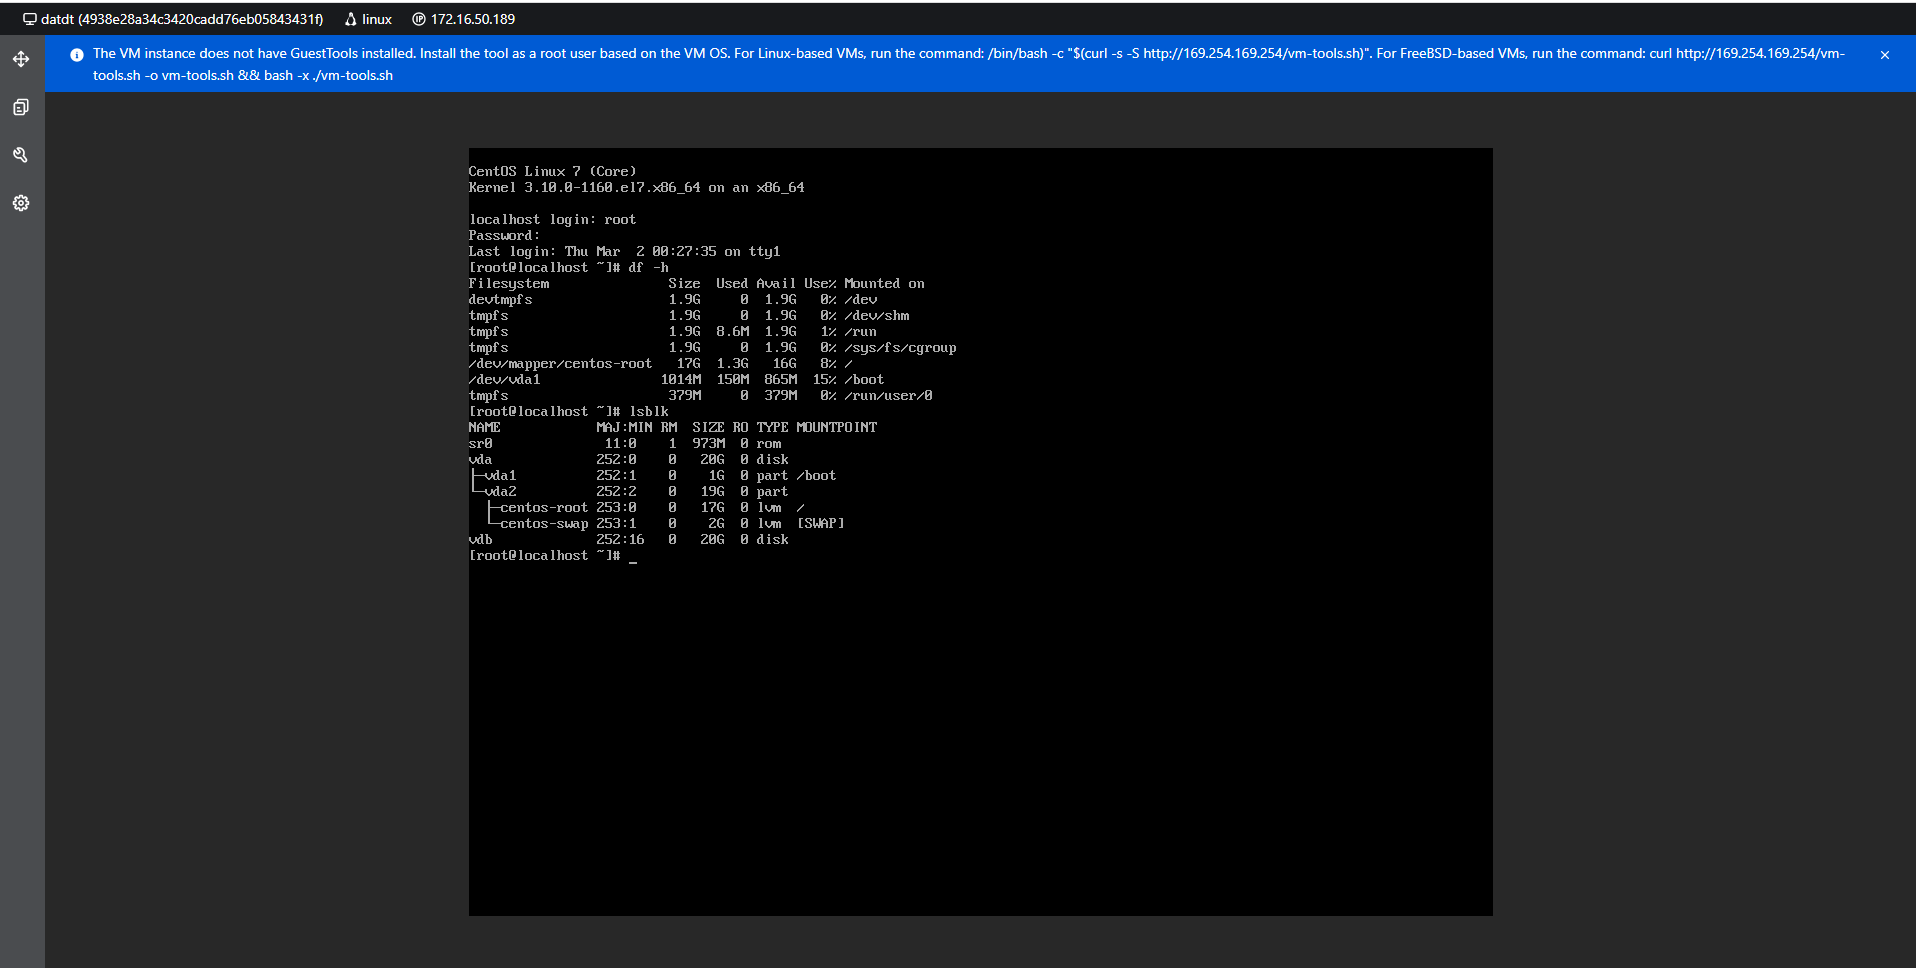 datdt (4938e28a34c3420cadd76eb05843431f) linux 172.16.50.189
The VM instance does not have GuestTools installed. Install the tool as a root user based on the VM OS. For Linux-based VMs, run the command: /bin/bash -c "$(curl -s -S http://169.254.169.254/vm-tools.sh)". For FreeBSD-based VMs, run the command: curl http://169.254.169.254/vm-
tools.sh -o vm-tools.sh && bash -x ./vm-tools.sh
CentOS Linux 7 (Core)
Kernel 3.10.0-1160.el7.x86_64 on an x86_64
localhost login: root
Password:
Last login: Thu Mar  2 00:27:35 on tty1
[root@localhost ~]# df -h
Filesystem               Size  Used Avail Use% Mounted on
devtmpfs                 1.9G     0  1.9G   0% /dev
tmpfs                    1.9G     0  1.9G   0% /dev/shm
tmpfs                    1.9G  8.6M  1.9G   1% /run
tmpfs                    1.9G     0  1.9G   0% /sys/fs/cgroup
/dev/mapper/centos-root   17G  1.3G   16G   8% /
/dev/vda1               1014M  150M  865M  15% /boot
tmpfs                    379M     0  379M   0% /run/user/0
[root@localhost ~]# lsblk
NAME            MAJ:MIN RM  SIZE RO TYPE MOUNTPOINT
sr0              11:0    1  973M  0 rom
vda             252:0    0   20G  0 disk
├─vda1          252:1    0    1G  0 part /boot
└─vda2          252:2    0   19G  0 part
  ├─centos-root 253:0    0   17G  0 lvm  /
  └─centos-swap 253:1    0    2G  0 lvm  [SWAP]
vdb             252:16   0   20G  0 disk
[root@localhost ~]# _